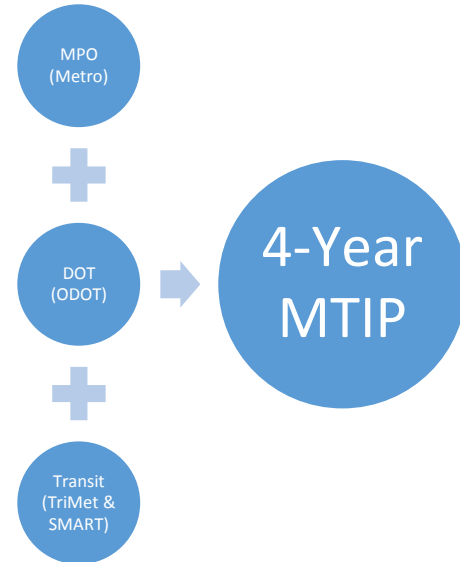 MPO
(Metro)
DOT
(ODOT)
Transit
(TriMet &
SMART)
4-Year
MTIP